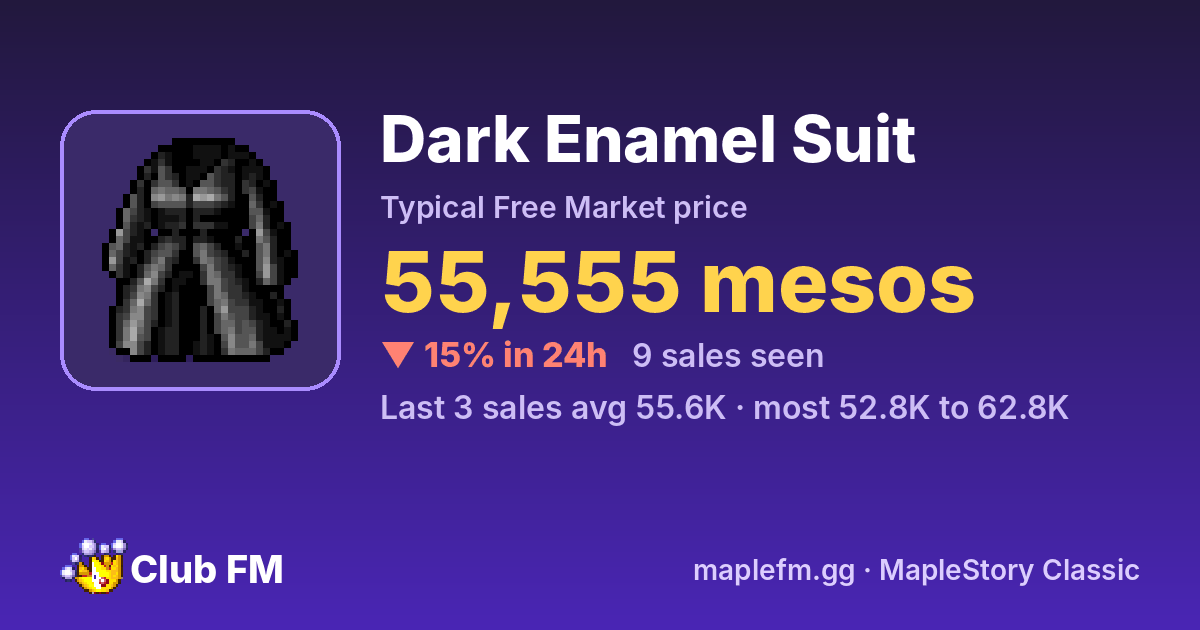 Dark Enamel Suit
Typical Free Market price
55,555 mesos
▼ 15% in 24h 9 sales seen
Last 3 sales avg 55.6K · most 52.8K to 62.8K
Club FM
maplefm.gg · MapleStory Classic